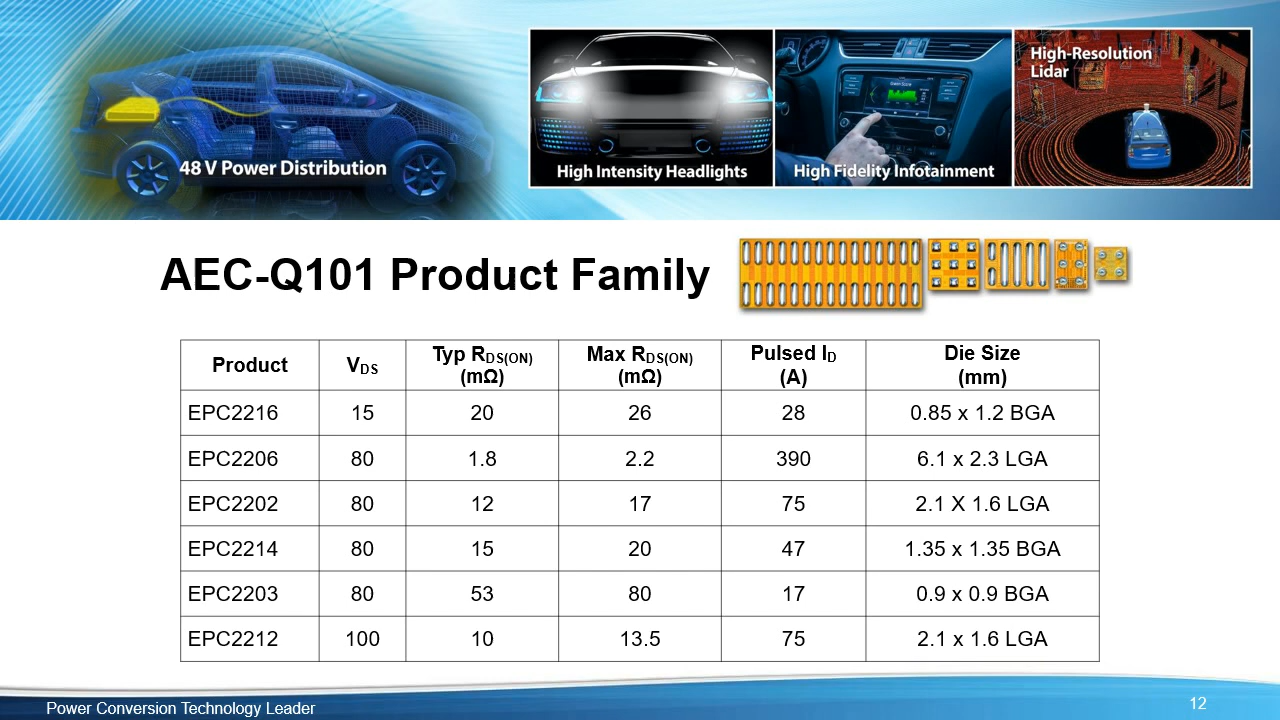 48 V Power Distribution
High Intensity Headlights
High Fidelity Infotainment
High-Resolution
Lidar
AEC-Q101 Product Family
Product VDS Typ RDS(ON) (mΩ) Max RDS(ON) (mΩ) Pulsed ID (A) Die Size (mm)
EPC2216 15 20 26 28 0.85 x 1.2 BGA
EPC2206 80 1.8 2.2 390 6.1 x 2.3 LGA
EPC2202 80 12 17 75 2.1 X 1.6 LGA
EPC2214 80 15 20 47 1.35 x 1.35 BGA
EPC2203 80 53 80 17 0.9 x 0.9 BGA
EPC2212 100 10 13.5 75 2.1 x 1.6 LGA
Power Conversion Technology Leader
12